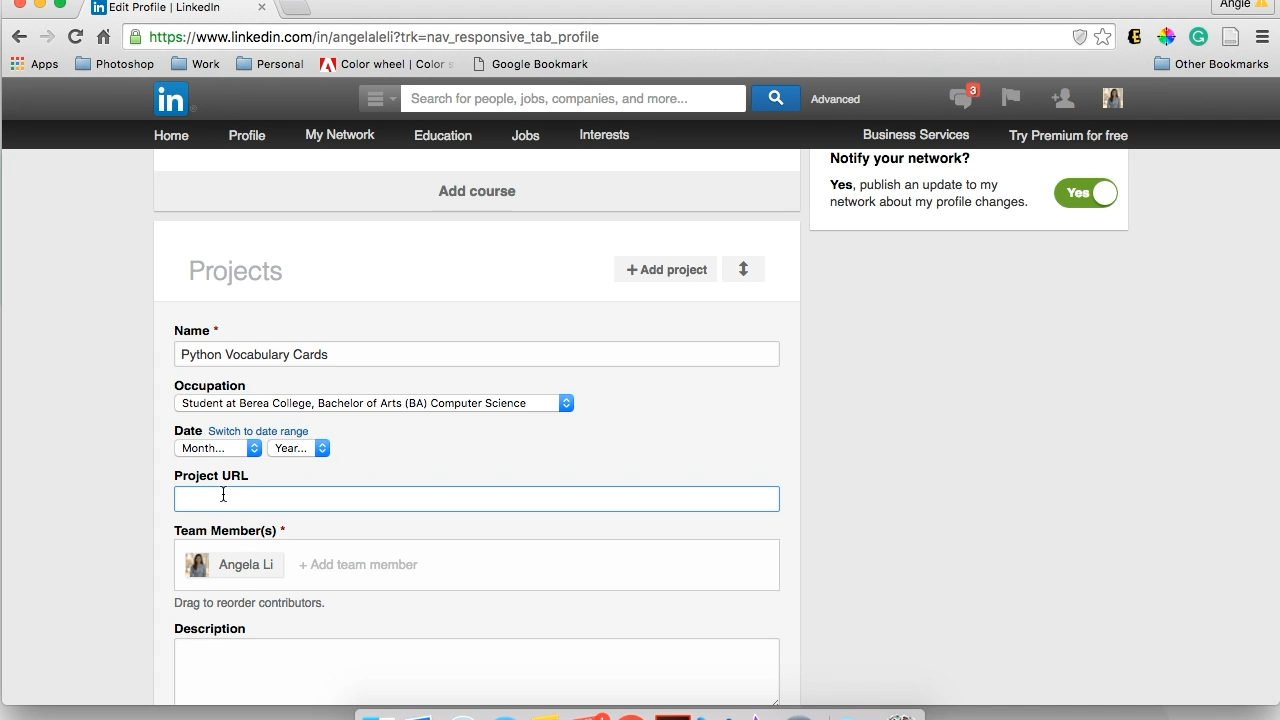 Edit Profile | LinkedIn
Angie
https://www.linkedin.com/in/angelaleli?trk=nav_responsive_tab_profile
Apps Photoshop Work Personal Color wheel | Color Google Bookmark Other Bookmarks
in Search for people, jobs, companies, and more... Advanced 3
Home Profile My Network Education Jobs Interests Business Services Try Premium for free
Notify your network?
Yes, publish an update to my
network about my profile changes.
Yes
Add course
Projects
+ Add project
Name *
Python Vocabulary Cards
Occupation
Student at Berea College, Bachelor of Arts (BA) Computer Science
Date Switch to date range
Month... Year...
Project URL
Team Member(s) *
Angela Li + Add team member
Drag to reorder contributors.
Description